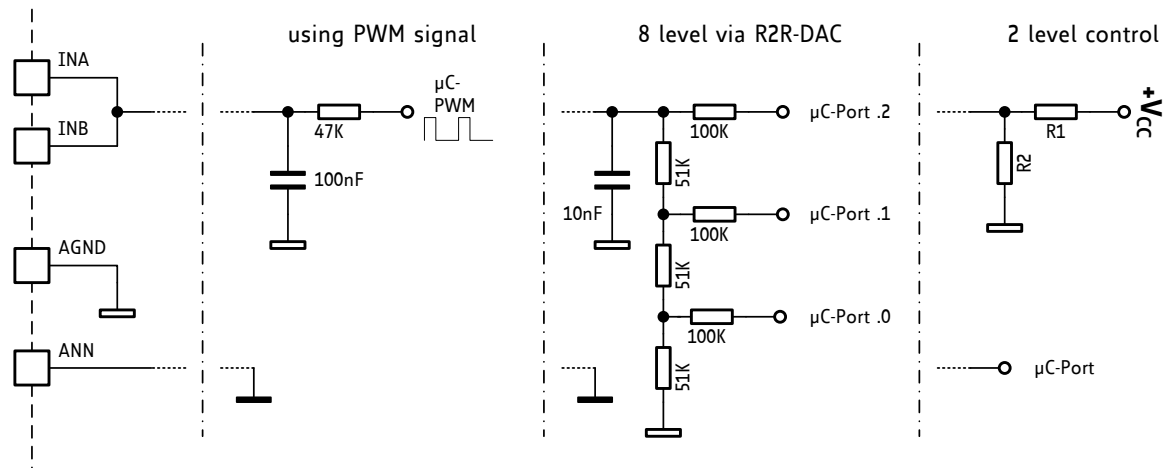 using PWM signal
8 level via R2R-DAC
2 level control
INA
INB
AGND
ANN
µC-
PWM
47K
100nF
µC-Port .2
100K
51K
10nF
µC-Port .1
100K
51K
µC-Port .0
100K
51K
+VCC
R1
R2
µC-Port